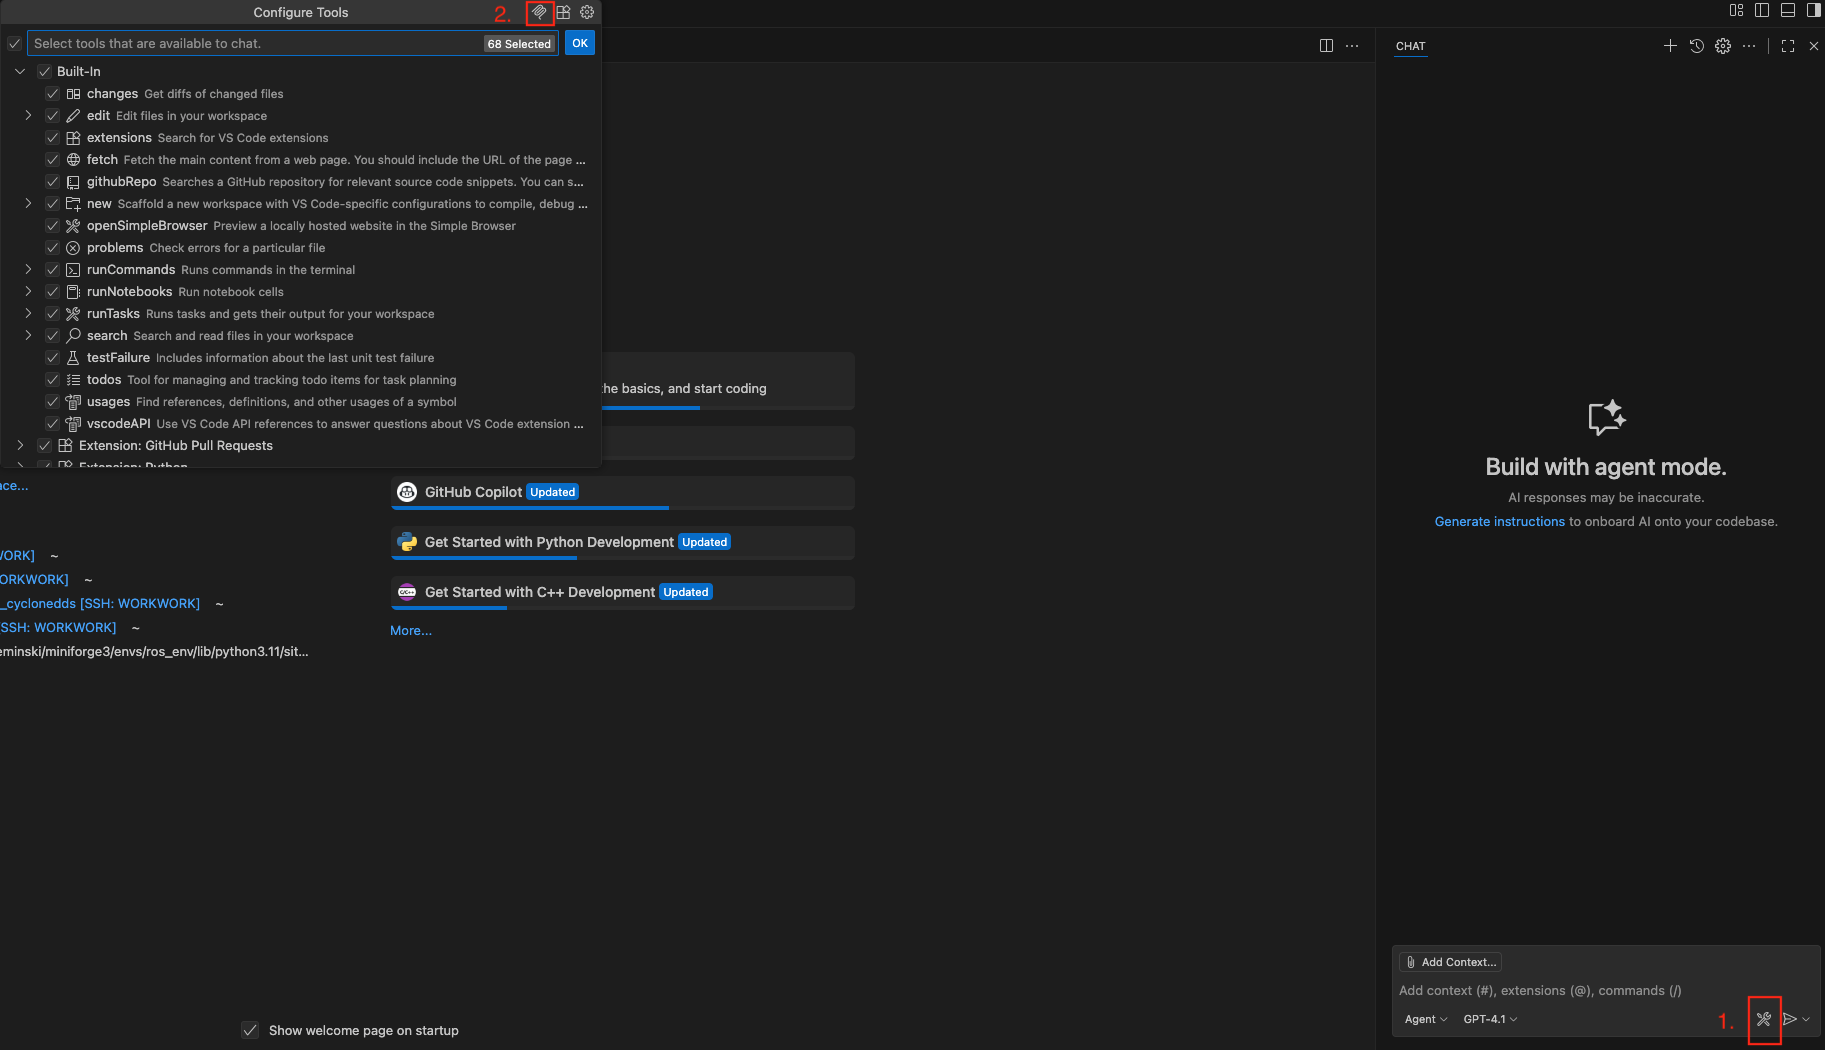 Configure Tools
2.
Select tools that are available to chat.
68 Selected
OK
Built-In
changes Get diffs of changed files
edit Edit files in your workspace
extensions Search for VS Code extensions
fetch Fetch the main content from a web page. You should include the URL of the page ...
githubRepo Searches a GitHub repository for relevant source code snippets. You can s...
new Scaffold a new workspace with VS Code-specific configurations to compile, debug ...
openSimpleBrowser Preview a locally hosted website in the Simple Browser
problems Check errors for a particular file
runCommands Runs commands in the terminal
runNotebooks Run notebook cells
runTasks Runs tasks and gets their output for your workspace
search Search and read files in your workspace
testFailure Includes information about the last unit test failure
todos Tool for managing and tracking todo items for task planning
usages Find references, definitions, and other usages of a symbol
vscodeAPI Use VS Code API references to answer questions about VS Code extension ...
Extension: GitHub Pull Requests
Extension: Python
ace...
WORK] ~
ORKWORK] ~
_cyclonedds [SSH: WORKWORK] ~
[SSH: WORKWORK] ~
eminski/miniforge3/envs/ros_env/lib/python3.11/sit...
the basics, and start coding
GitHub Copilot Updated
Get Started with Python Development Updated
C/C++ Get Started with C++ Development Updated
More...
Show welcome page on startup
CHAT
Build with agent mode.
AI responses may be inaccurate.
Generate instructions to onboard AI onto your codebase.
Add Context...
Add context (#), extensions (@), commands (/)
Agent GPT-4.1
1.